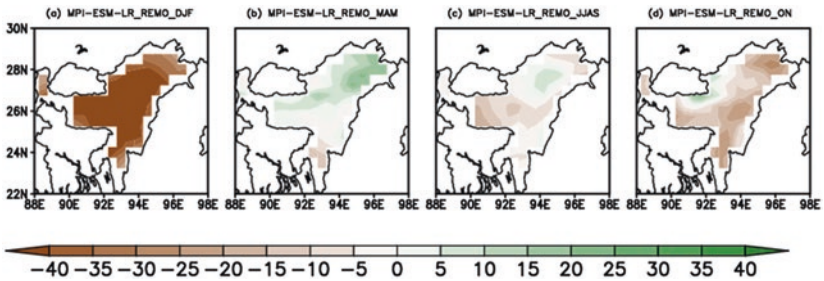 (a) MPI-ESM-LR_REMO_DJF (b) MPI-ESM-LR_REMO_MAM (c) MPI-ESM-LR_REMO_JJAS (d) MPI-ESM-LR_REMO_ON
30N
28N
26N
24N
22N
88E 90E 92E 94E 96E 98E 88E 90E 92E 94E 96E 98E 88E 90E 92E 94E 96E 98E 88E 90E 92E 94E 96E 98E
−40 −35 −30 −25 −20 −15 −10 −5 0 5 10 15 20 25 30 35 40